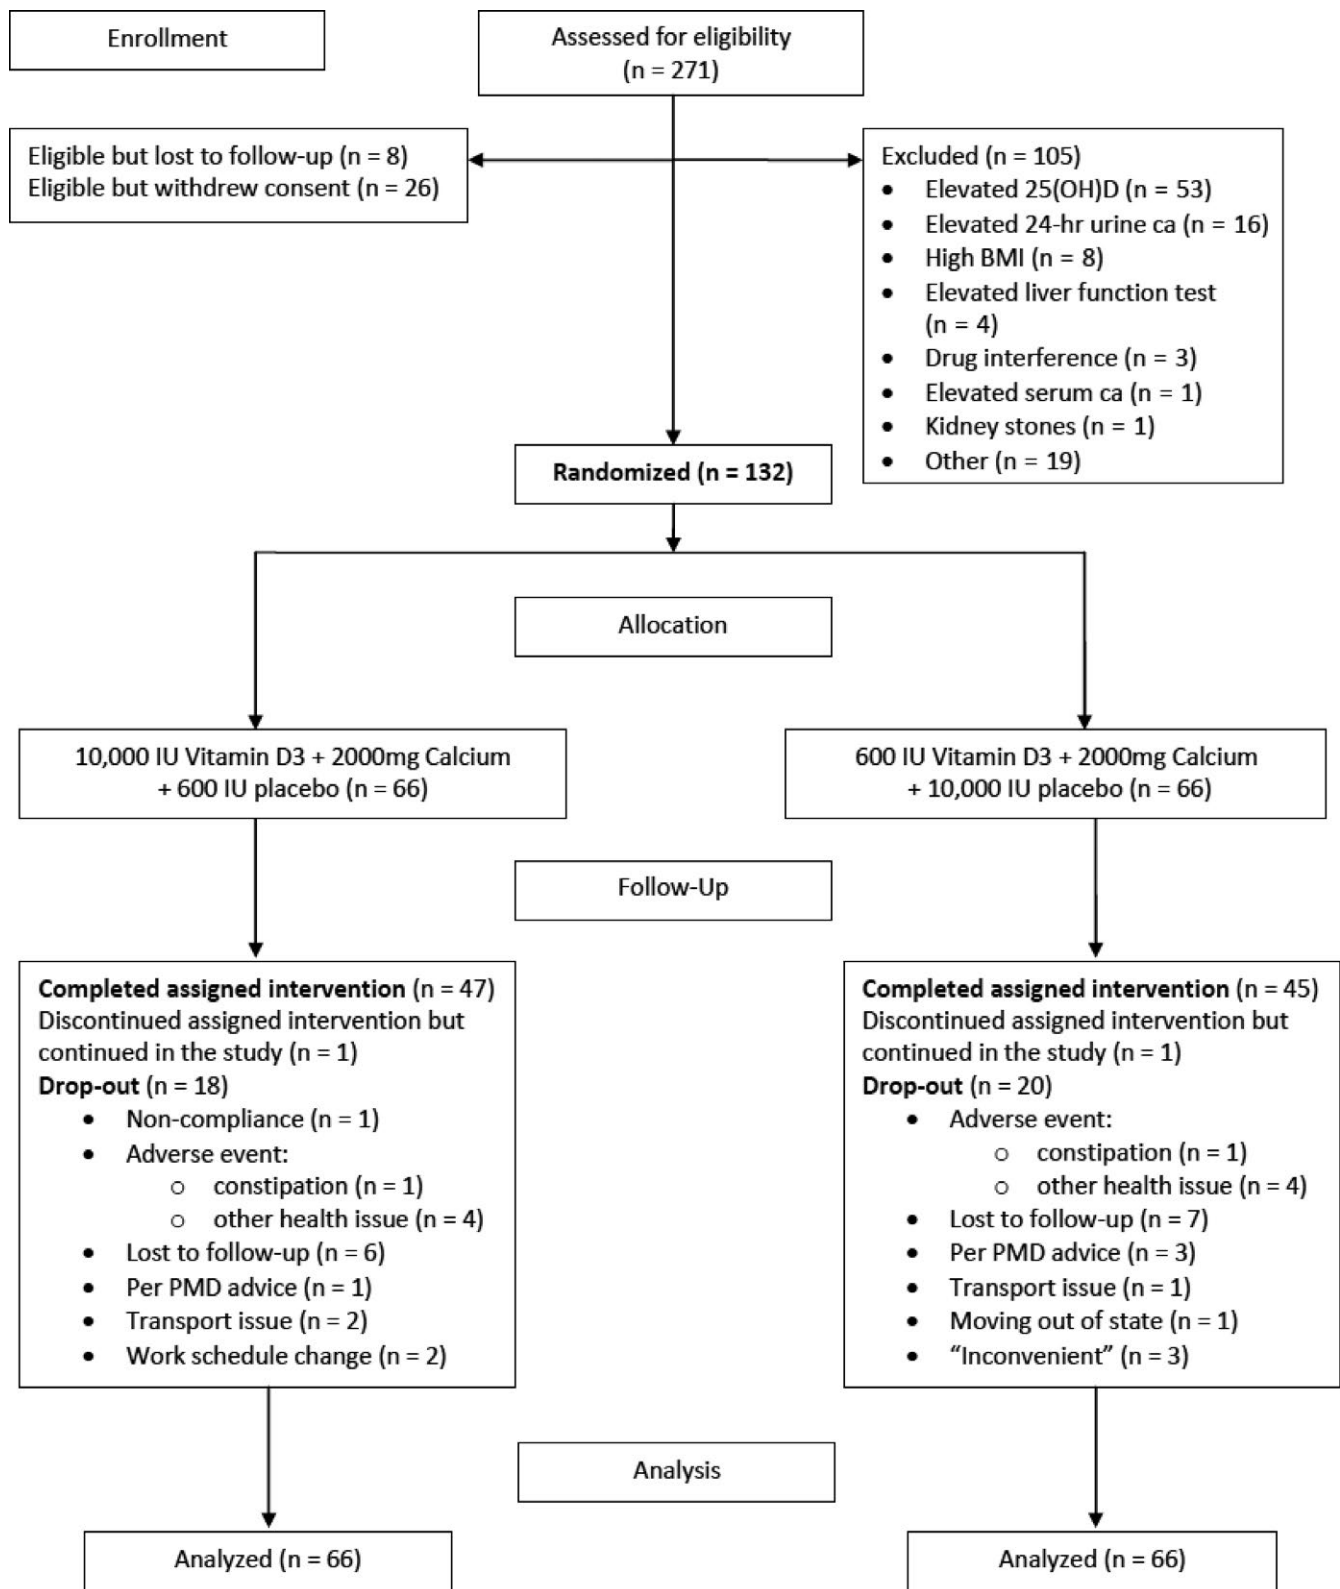 Enrollment
Assessed for eligibility
(n = 271)
Eligible but lost to follow-up (n = 8)
Eligible but withdrew consent (n = 26)
Excluded (n = 105)
• Elevated 25(OH)D (n = 53)
• Elevated 24-hr urine ca (n = 16)
• High BMI (n = 8)
• Elevated liver function test
(n = 4)
• Drug interference (n = 3)
• Elevated serum ca (n = 1)
• Kidney stones (n = 1)
• Other (n = 19)
Randomized (n = 132)
Allocation
10,000 IU Vitamin D3 + 2000mg Calcium
+ 600 IU placebo (n = 66)
600 IU Vitamin D3 + 2000mg Calcium
+ 10,000 IU placebo (n = 66)
Follow-Up
Completed assigned intervention (n = 47)
Discontinued assigned intervention but
continued in the study (n = 1)
Drop-out (n = 18)
• Non-compliance (n = 1)
• Adverse event:
o constipation (n = 1)
o other health issue (n = 4)
• Lost to follow-up (n = 6)
• Per PMD advice (n = 1)
• Transport issue (n = 2)
• Work schedule change (n = 2)
Completed assigned intervention (n = 45)
Discontinued assigned intervention but
continued in the study (n = 1)
Drop-out (n = 20)
• Adverse event:
o constipation (n = 1)
o other health issue (n = 4)
• Lost to follow-up (n = 7)
• Per PMD advice (n = 3)
• Transport issue (n = 1)
• Moving out of state (n = 1)
• “Inconvenient” (n = 3)
Analysis
Analyzed (n = 66)
Analyzed (n = 66)